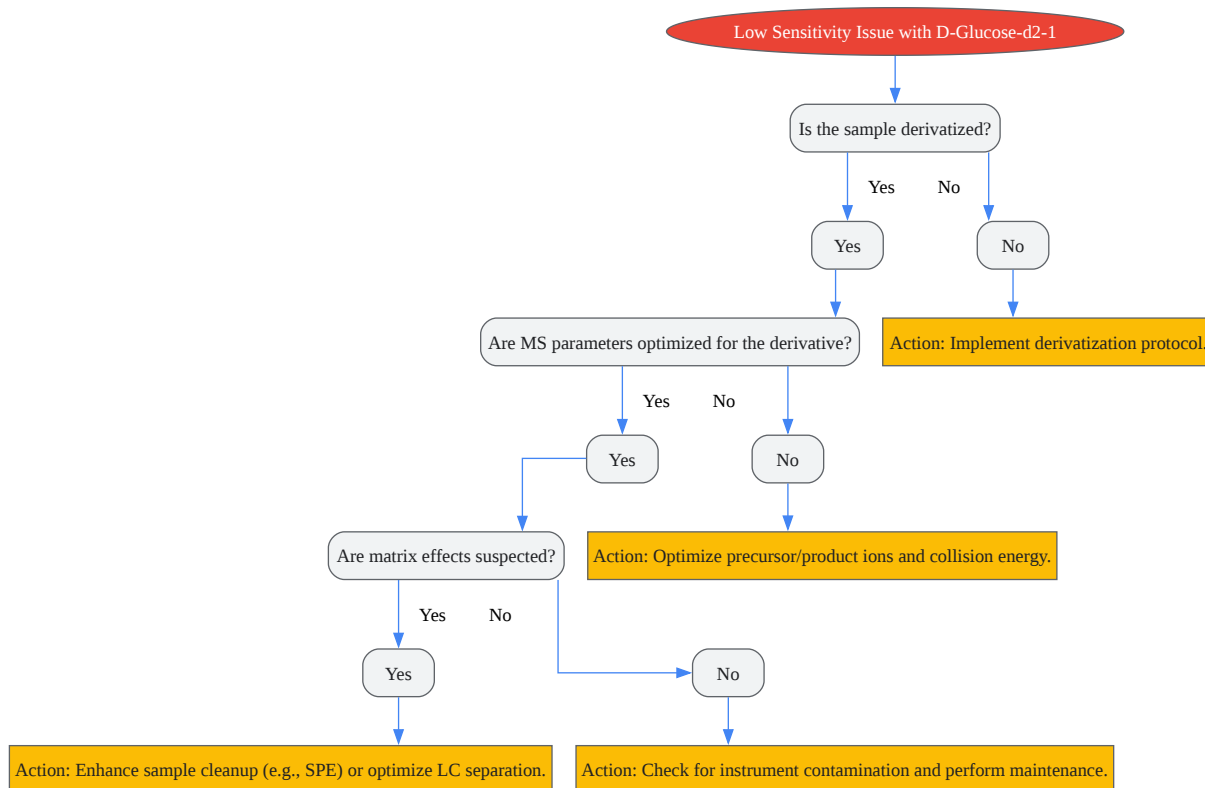 Low Sensitivity Issue with D-Glucose-d2-1
Is the sample derivatized?
Yes
No
Yes
No
Are MS parameters optimized for the derivative?
Action: Implement derivatization protocol.
Yes
No
Yes
No
Are matrix effects suspected?
Action: Optimize precursor/product ions and collision energy.
Yes
No
Yes
No
Action: Enhance sample cleanup (e.g., SPE) or optimize LC separation.
Action: Check for instrument contamination and perform maintenance.